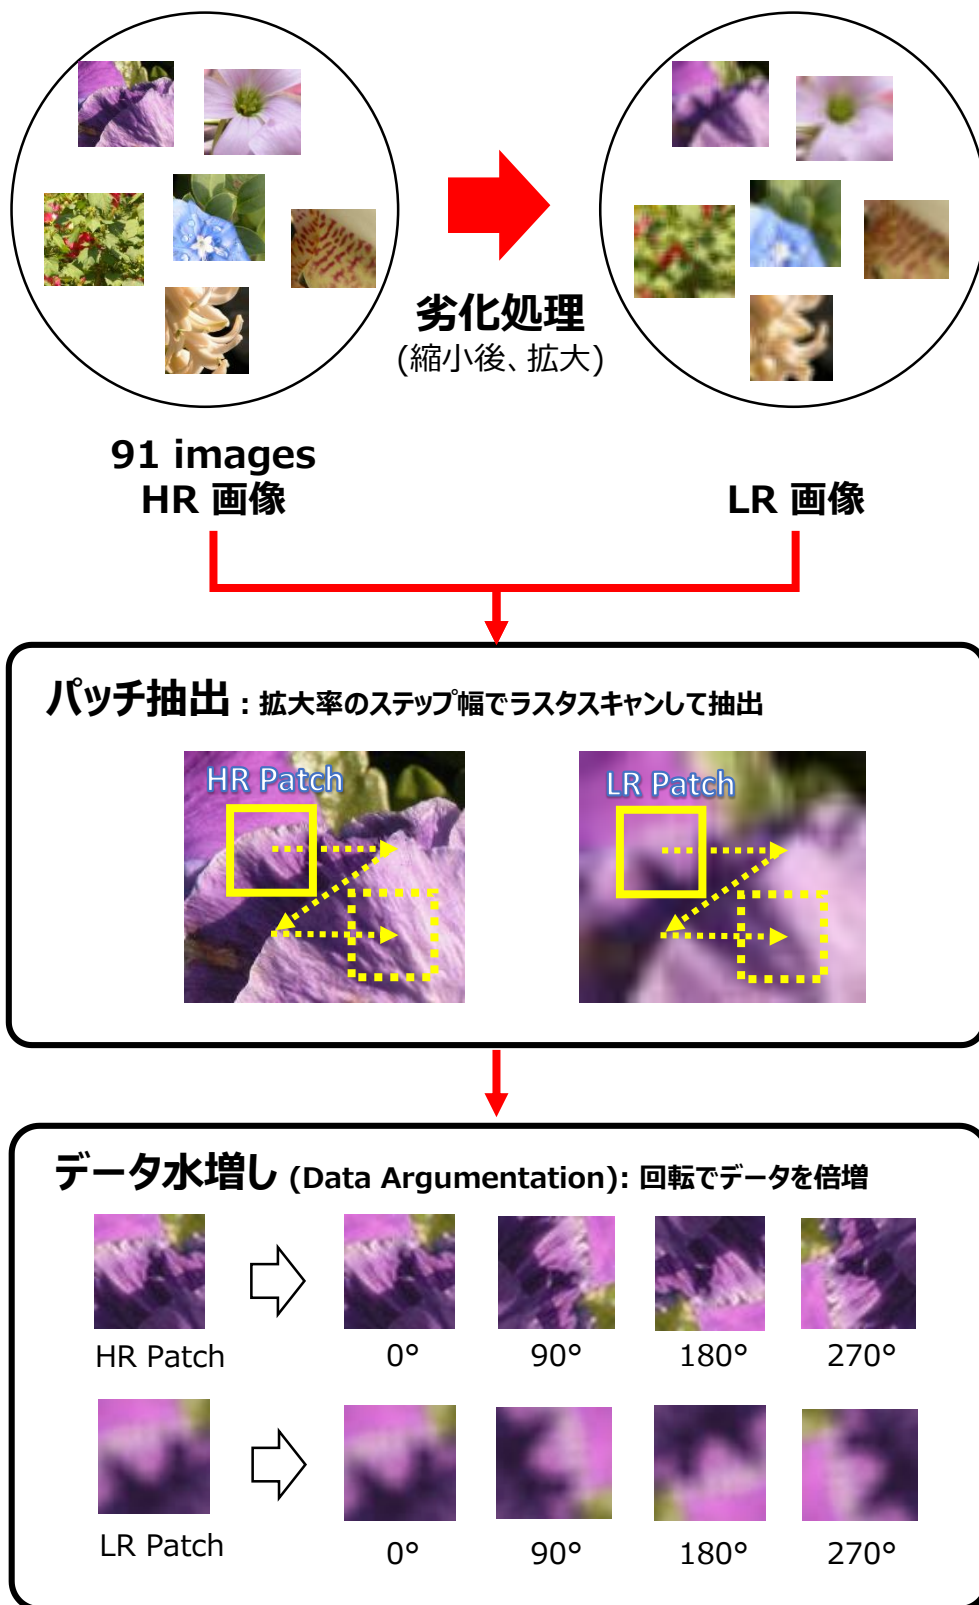 劣化処理
(縮小後、拡大)
91 images
HR 画像
LR 画像
パッチ抽出 : 拡大率のステップ幅でラスタスキャンして抽出
HR Patch
LR Patch
データ水増し (Data Argumentation): 回転でデータを倍増
HR Patch
0°
90°
180°
270°
LR Patch
0°
90°
180°
270°